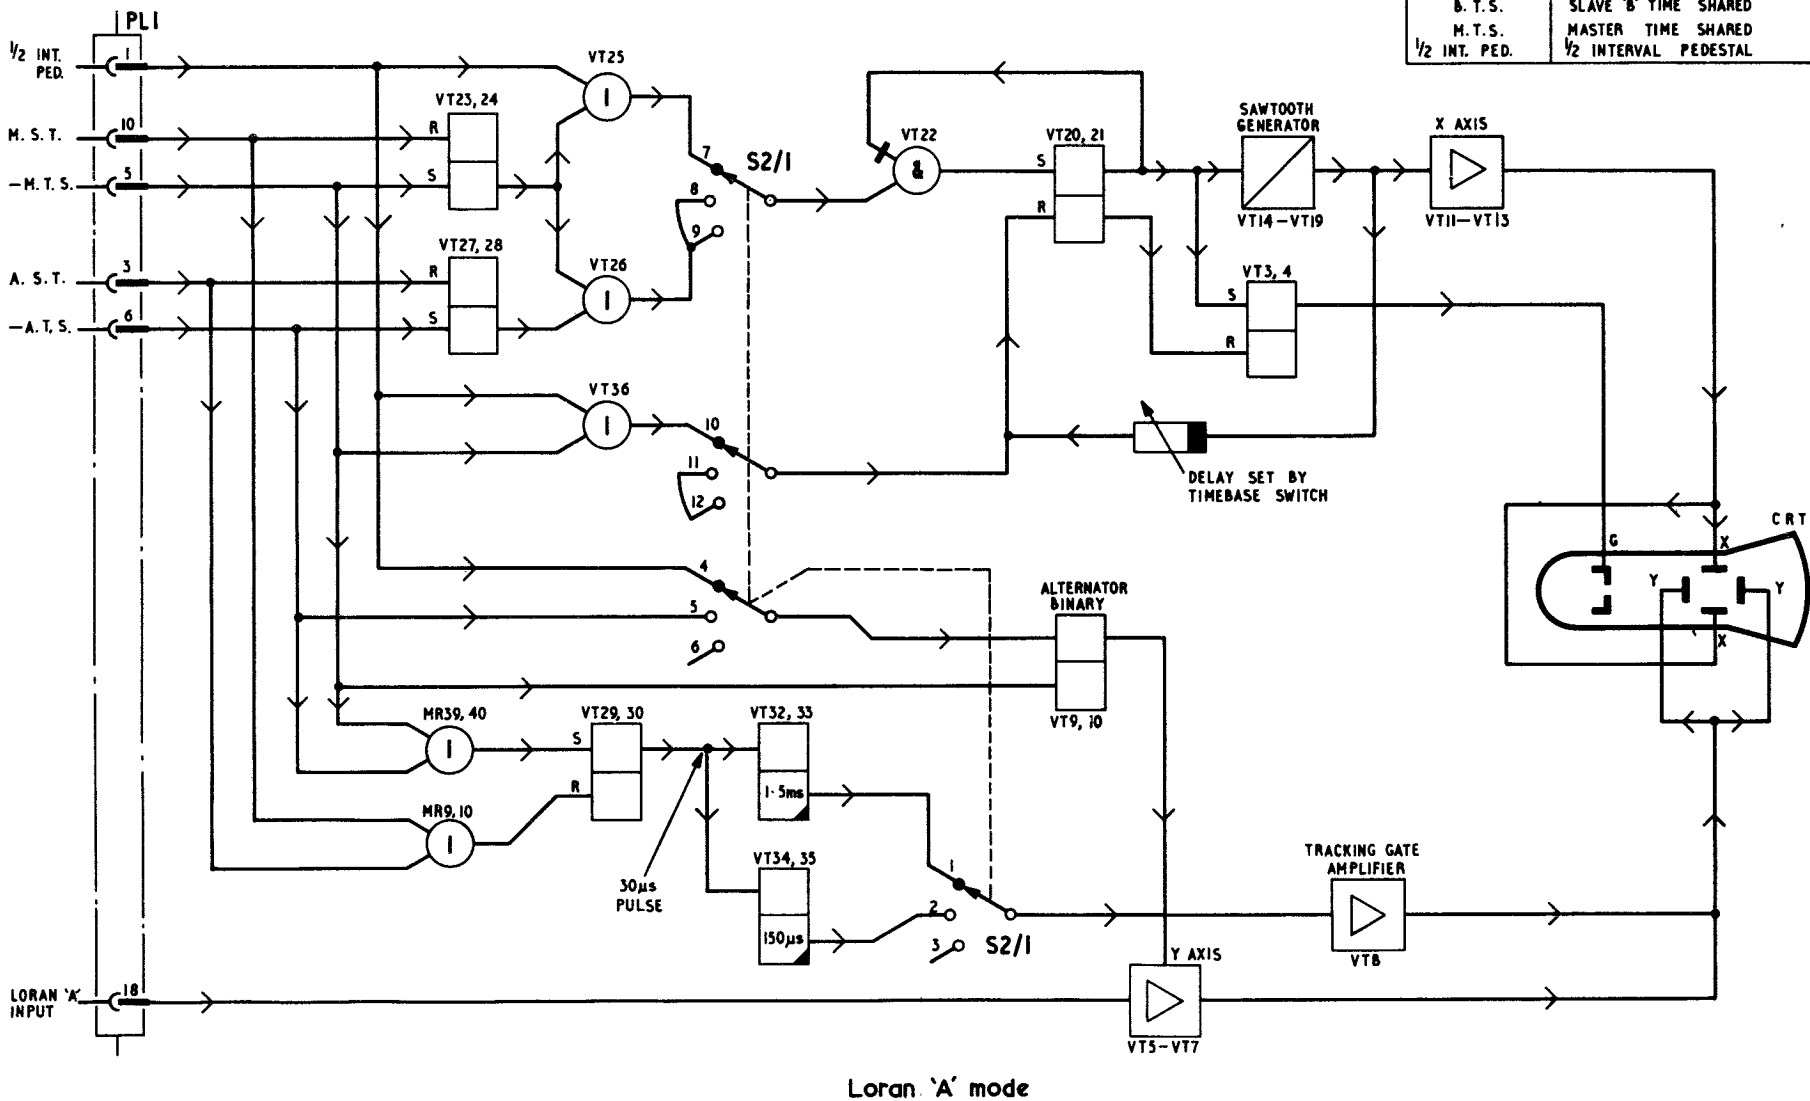 B. T. S. SLAVE 'B' TIME SHARED
M. T. S. MASTER TIME SHARED
1/2 INT. PED. 1/2 INTERVAL PEDESTAL
PL1
1/2 INT.
PED.
1
M. S. T.
10
—M. T. S.
5
A. S. T.
3
—A. T. S.
6
VT23, 24
R
S
VT27, 28
R
S
VT25
1
VT26
1
VT36
1
7
S2/1
8
9
10
11
12
4
5
6
VT22
&
VT20, 21
S
R
SAWTOOTH
GENERATOR
VT14—VT19
X AXIS
VT11—VT13
VT3, 4
S
R
DELAY SET BY
TIMEBASE SWITCH
CRT
G
X
Y
Y
X
ALTERNATOR
BINARY
VT9, 10
MR39, 40
1
MR9, 10
1
VT29, 30
S
R
30µs
PULSE
VT32, 33
1·5ms
VT34, 35
150µs
1
2
3
S2/1
TRACKING GATE
AMPLIFIER
VT8
Y AXIS
VT5—VT7
LORAN 'A'
INPUT
18
Loran 'A' mode